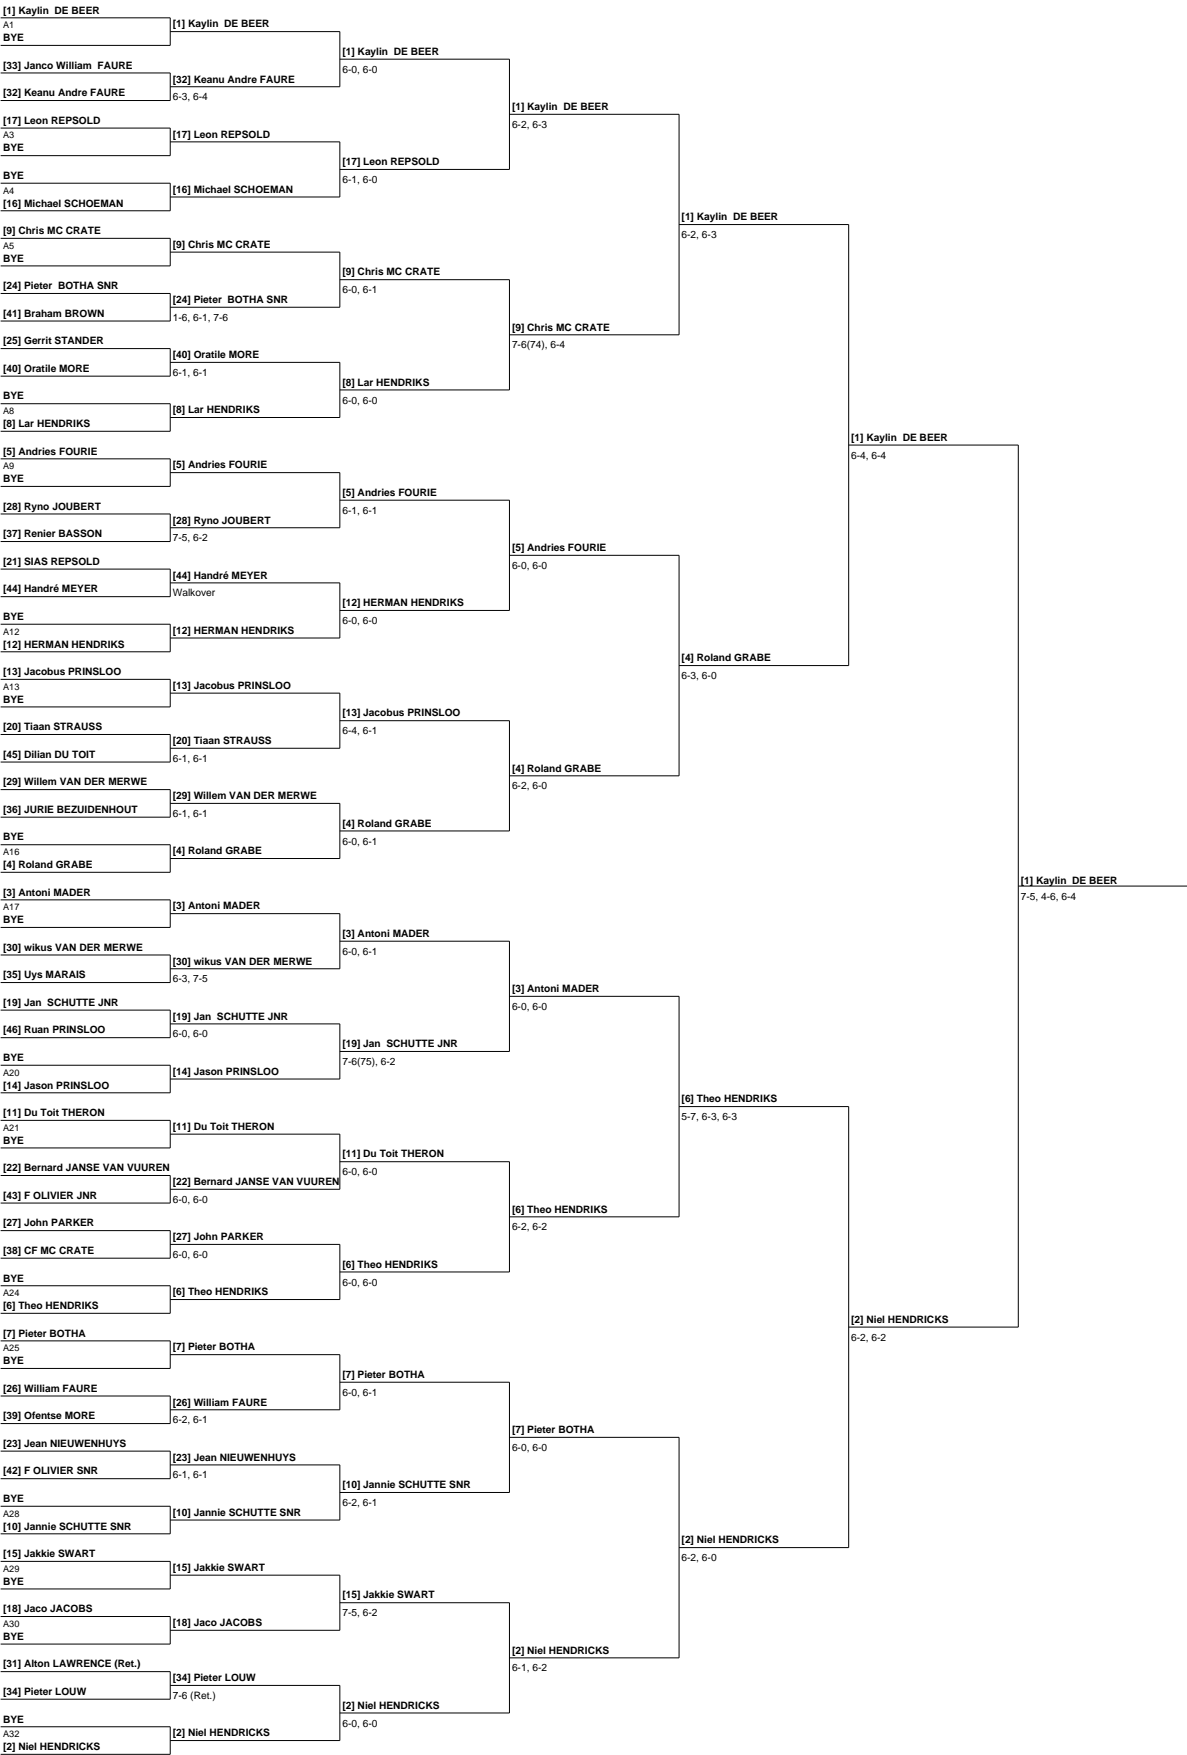 [1] Kaylin DE BEER
A1
BYE
[33] Janco William FAURE
[32] Keanu Andre FAURE
[17] Leon REPSOLD
A3
BYE
BYE
A4
[16] Michael SCHOEMAN
[9] Chris MC CRATE
A5
BYE
[24] Pieter BOTHA SNR
[41] Braham BROWN
[25] Gerrit STANDER
[40] Oratile MORE
BYE
A8
[8] Lar HENDRIKS
[5] Andries FOURIE
A9
BYE
[28] Ryno JOUBERT
[37] Renier BASSON
[21] SIAS REPSOLD
[44] Handré MEYER
BYE
A12
[12] HERMAN HENDRIKS
[13] Jacobus PRINSLOO
A13
BYE
[20] Tiaan STRAUSS
[45] Dilian DU TOIT
[29] Willem VAN DER MERWE
[36] JURIE BEZUIDENHOUT
BYE
A16
[4] Roland GRABE
[3] Antoni MADER
A17
BYE
[30] wikus VAN DER MERWE
[35] Uys MARAIS
[19] Jan SCHUTTE JNR
[46] Ruan PRINSLOO
BYE
A20
[14] Jason PRINSLOO
[11] Du Toit THERON
A21
BYE
[22] Bernard JANSE VAN VUUREN
[43] F OLIVIER JNR
[27] John PARKER
[38] CF MC CRATE
BYE
A24
[6] Theo HENDRIKS
[7] Pieter BOTHA
A25
BYE
[26] William FAURE
[39] Ofentse MORE
[23] Jean NIEUWENHUYS
[42] F OLIVIER SNR
BYE
A28
[10] Jannie SCHUTTE SNR
[15] Jakkie SWART
A29
BYE
[18] Jaco JACOBS
A30
BYE
[31] Alton LAWRENCE (Ret.)
[34] Pieter LOUW
BYE
A32
[2] Niel HENDRICKS
[1] Kaylin DE BEER
[32] Keanu Andre FAURE
6-3, 6-4
[17] Leon REPSOLD
[16] Michael SCHOEMAN
[9] Chris MC CRATE
[24] Pieter BOTHA SNR
1-6, 6-1, 7-6
[40] Oratile MORE
6-1, 6-1
[8] Lar HENDRIKS
[5] Andries FOURIE
[28] Ryno JOUBERT
7-5, 6-2
[44] Handré MEYER
Walkover
[12] HERMAN HENDRIKS
[13] Jacobus PRINSLOO
[20] Tiaan STRAUSS
6-1, 6-1
[29] Willem VAN DER MERWE
6-1, 6-1
[4] Roland GRABE
[3] Antoni MADER
[30] wikus VAN DER MERWE
6-3, 7-5
[19] Jan SCHUTTE JNR
6-0, 6-0
[14] Jason PRINSLOO
[11] Du Toit THERON
[22] Bernard JANSE VAN VUUREN
6-0, 6-0
[27] John PARKER
6-0, 6-0
[6] Theo HENDRIKS
[7] Pieter BOTHA
[26] William FAURE
6-2, 6-1
[23] Jean NIEUWENHUYS
6-1, 6-1
[10] Jannie SCHUTTE SNR
[15] Jakkie SWART
[18] Jaco JACOBS
[34] Pieter LOUW
7-6 (Ret.)
[2] Niel HENDRICKS
[1] Kaylin DE BEER
6-0, 6-0
[17] Leon REPSOLD
6-1, 6-0
[9] Chris MC CRATE
6-0, 6-1
[8] Lar HENDRIKS
6-0, 6-0
[5] Andries FOURIE
6-1, 6-1
[12] HERMAN HENDRIKS
6-0, 6-0
[13] Jacobus PRINSLOO
6-4, 6-1
[4] Roland GRABE
6-0, 6-1
[3] Antoni MADER
6-0, 6-1
[19] Jan SCHUTTE JNR
7-6(75), 6-2
[11] Du Toit THERON
6-0, 6-0
[6] Theo HENDRIKS
6-0, 6-0
[7] Pieter BOTHA
6-0, 6-1
[10] Jannie SCHUTTE SNR
6-2, 6-1
[15] Jakkie SWART
7-5, 6-2
[2] Niel HENDRICKS
6-0, 6-0
[1] Kaylin DE BEER
6-2, 6-3
[9] Chris MC CRATE
7-6(74), 6-4
[5] Andries FOURIE
6-0, 6-0
[4] Roland GRABE
6-2, 6-0
[3] Antoni MADER
6-0, 6-0
[6] Theo HENDRIKS
6-2, 6-2
[7] Pieter BOTHA
6-0, 6-0
[2] Niel HENDRICKS
6-1, 6-2
[1] Kaylin DE BEER
6-2, 6-3
[4] Roland GRABE
6-3, 6-0
[6] Theo HENDRIKS
5-7, 6-3, 6-3
[2] Niel HENDRICKS
6-2, 6-0
[1] Kaylin DE BEER
6-4, 6-4
[2] Niel HENDRICKS
6-2, 6-2
[1] Kaylin DE BEER
7-5, 4-6, 6-4